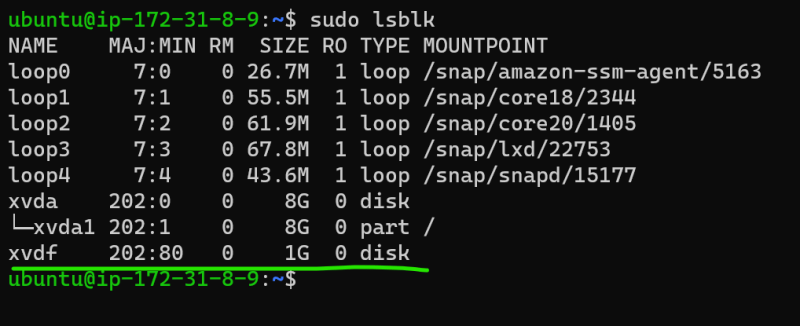 ubuntu@ip-172-31-8-9:~$ sudo lsblk
NAME    MAJ:MIN RM  SIZE RO TYPE MOUNTPOINT
loop0     7:0    0 26.7M  1 loop /snap/amazon-ssm-agent/5163
loop1     7:1    0 55.5M  1 loop /snap/core18/2344
loop2     7:2    0 61.9M  1 loop /snap/core20/1405
loop3     7:3    0 67.8M  1 loop /snap/lxd/22753
loop4     7:4    0 43.6M  1 loop /snap/snapd/15177
xvda    202:0    0    8G  0 disk
└─xvda1 202:1    0    8G  0 part /
xvdf    202:80   0    1G  0 disk
ubuntu@ip-172-31-8-9:~$